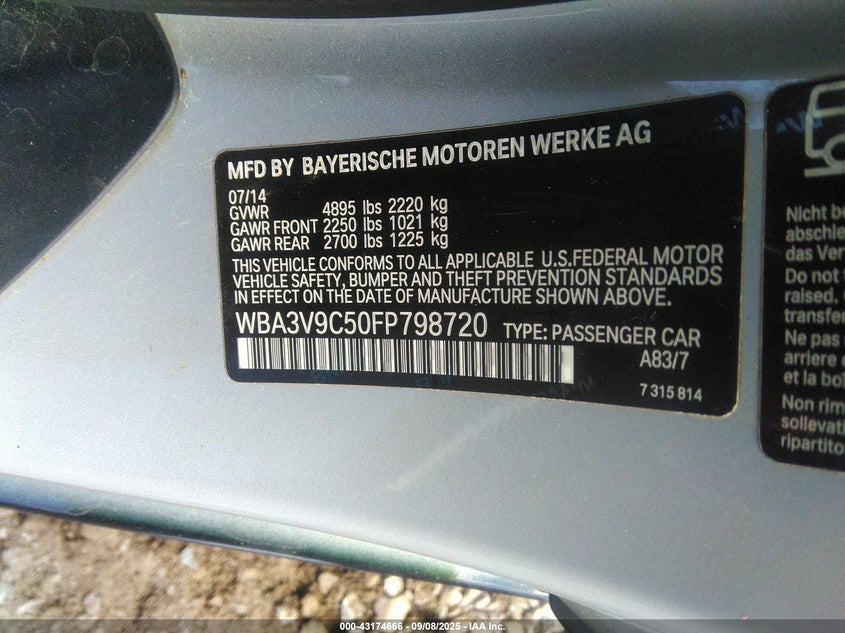 MFD BY BAYERISCHE MOTOREN WERKE AG
07/14
GVWR 4895 lbs 2220 kg
GAWR FRONT 2250 lbs 1021 kg
GAWR REAR 2700 lbs 1225 kg
THIS VEHICLE CONFORMS TO ALL APPLICABLE U.S.FEDERAL MOTOR
VEHICLE SAFETY, BUMPER AND THEFT PREVENTION STANDARDS
IN EFFECT ON THE DATE OF MANUFACTURE SHOWN ABOVE.
WBA3V9C50FP798720 TYPE: PASSENGER CAR
A83/7
7 315 814
Nicht
abschle
das Ver
Do not
raised.
transfer
Ne pas
arriere
et la
Non rim
sollevati
ripartito
000-43174666 - 09/08/2025 - IAA Inc.